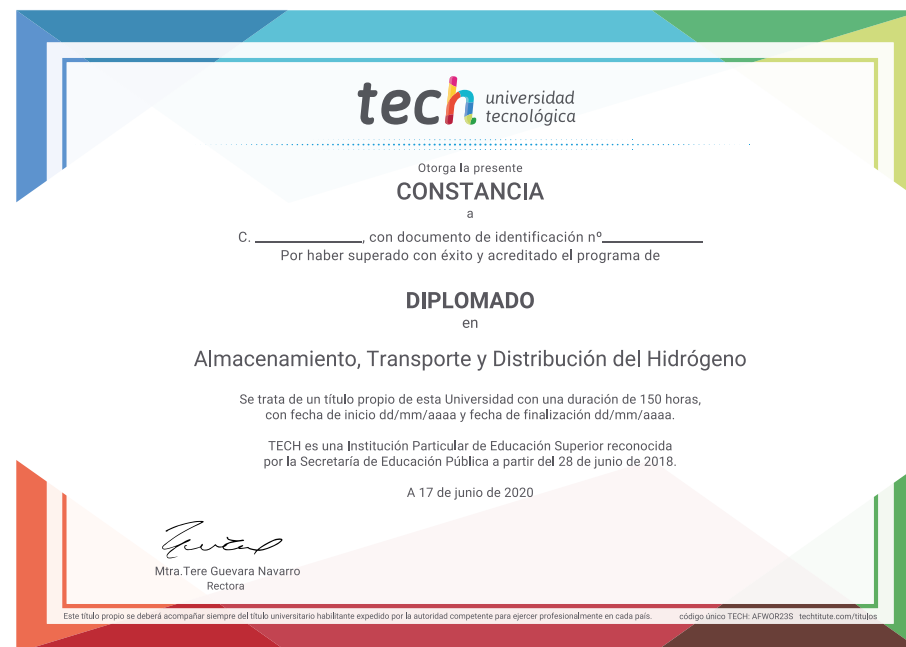 tech universidad
tecnológica
Otorga la presente
CONSTANCIA
a
C. ______________, con documento de identificación nº_____________
Por haber superado con éxito y acreditado el programa de
DIPLOMADO
en
Almacenamiento, Transporte y Distribución del Hidrógeno
Se trata de un título propio de esta Universidad con una duración de 150 horas,
con fecha de inicio dd/mm/aaaa y fecha de finalización dd/mm/aaaa.
TECH es una Institución Particular de Educación Superior reconocida
por la Secretaría de Educación Pública a partir del 28 de junio de 2018.
A 17 de junio de 2020
Mtra.Tere Guevara Navarro
Rectora
Este título propio se deberá acompañar siempre del título universitario habilitante expedido por la autoridad competente para ejercer profesionalmente en cada país. código único TECH: AFWOR23S techtitute.com/titulos